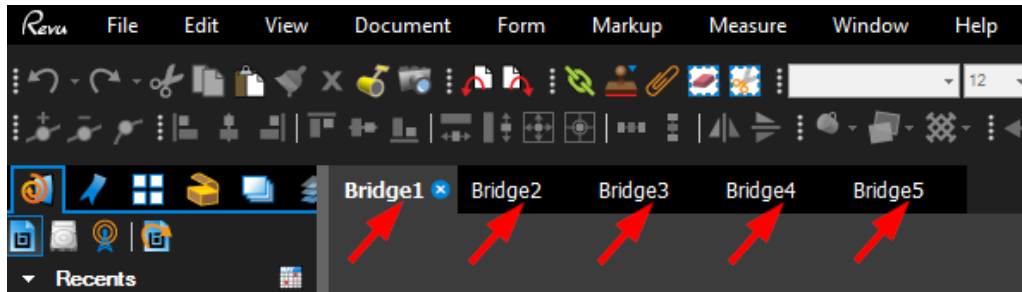 Revu File Edit View Document Form Markup Measure Window Help
12
Bridge1 Bridge2 Bridge3 Bridge4 Bridge5
Recents